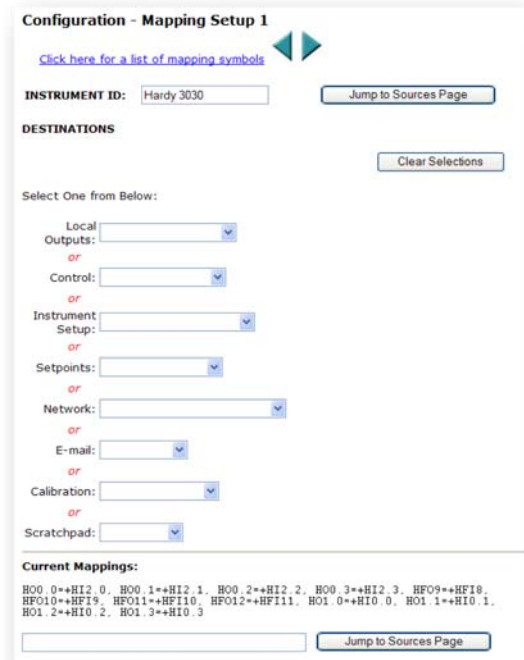 Configuration - Mapping Setup 1
Click here for a list of mapping symbols
INSTRUMENT ID: Hardy 3030 Jump to Sources Page
DESTINATIONS
Clear Selections
Select One from Below:
Local
Outputs:
or
Control:
or
Instrument
Setup:
or
Setpoints:
or
Network:
or
E-mail:
or
Calibration:
or
Scratchpad:
Current Mappings:
HO0.0=+HI2.0, HO0.1=+HI2.1, HO0.2=+HI2.2, HO0.3=+HI2.3, HFO9=+HFI8,
HFO10=+HFI9, HFO11=+HFI10, HFO12=+HFI11, HO1.0=+HI0.0, HO1.1=+HI0.1,
HO1.2=+HI0.2, HO1.3=+HI0.3
Jump to Sources Page